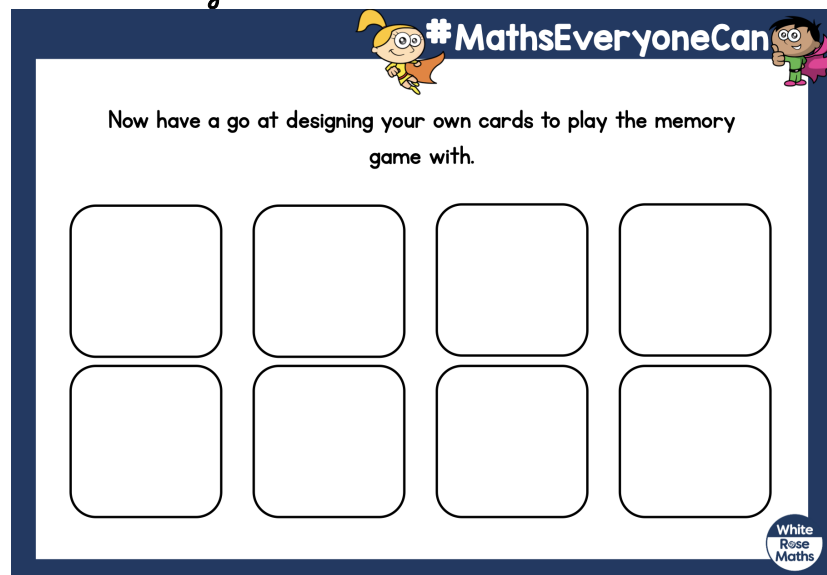 #MathsEveryoneCan
Now have a go at designing your own cards to play the memory
game with.
White
Rose
Maths